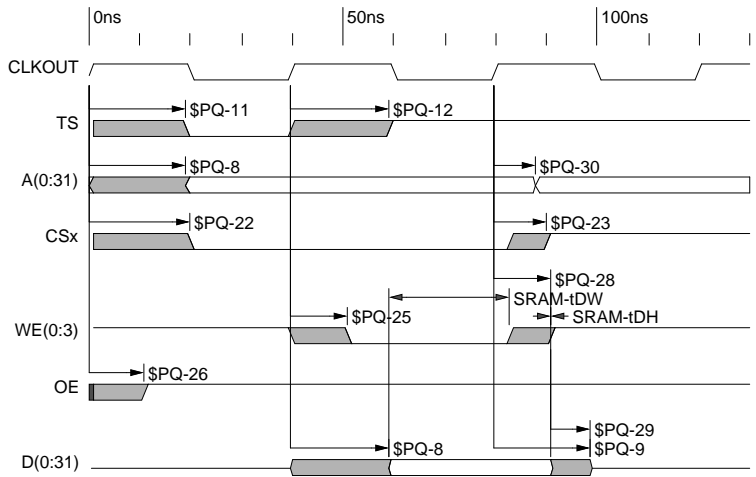 0ns 50ns 100ns
CLKOUT
$PQ-11 $PQ-12
TS
$PQ-8 $PQ-30
A(0:31)
$PQ-22 $PQ-23
CSx
$PQ-28
SRAM-tDW
$PQ-25 SRAM-tDH
WE(0:3)
$PQ-26
OE
$PQ-29
$PQ-8 $PQ-9
D(0:31)